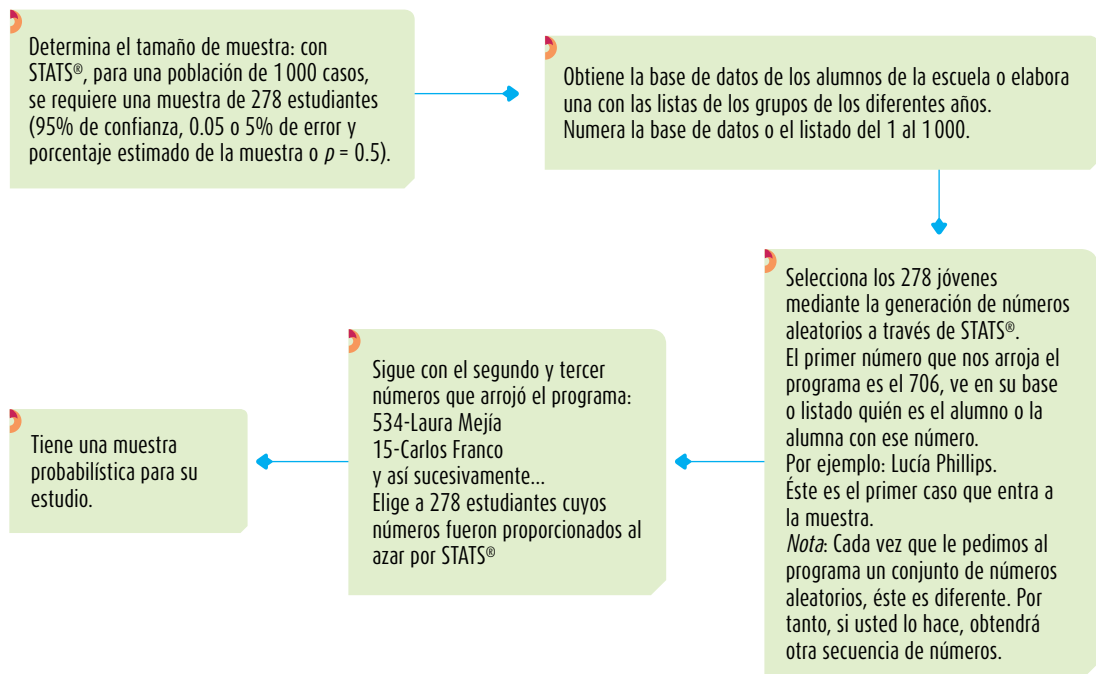 Determina el tamaño de muestra: con
STATS®, para una población de 1 000 casos,
se requiere una muestra de 278 estudiantes
(95% de confianza, 0.05 o 5% de error y
porcentaje estimado de la muestra o p = 0.5).
Obtiene la base de datos de los alumnos de la escuela o elabora
una con las listas de los grupos de los diferentes años.
Numera la base de datos o el listado del 1 al 1 000.
Selecciona los 278 jóvenes
mediante la generación de números
aleatorios a través de STATS®.
El primer número que nos arroja el
programa es el 706, ve en su base
o listado quién es el alumno o la
alumna con ese número.
Por ejemplo: Lucía Phillips.
Éste es el primer caso que entra a
la muestra.
Nota: Cada vez que le pedimos al
programa un conjunto de números
aleatorios, éste es diferente. Por
tanto, si usted lo hace, obtendrá
otra secuencia de números.
Sigue con el segundo y tercer
números que arrojó el programa:
534-Laura Mejía
15-Carlos Franco
y así sucesivamente...
Elige a 278 estudiantes cuyos
números fueron proporcionados al
azar por STATS®
Tiene una muestra
probabilística para su
estudio.